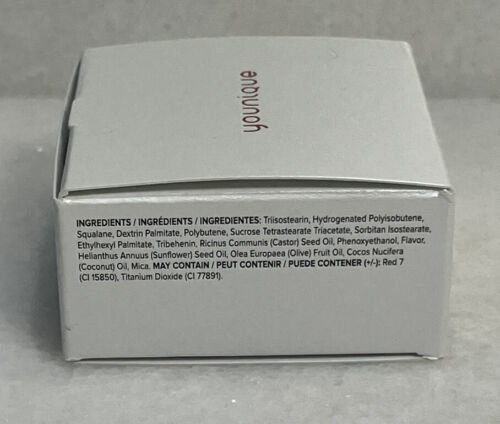 younique
INGREDIENTS / INGRÉDIENTS / INGREDIENTES: Triisostearin, Hydrogenated Polyisobutene,
Squalane, Dextrin Palmitate, Polybutene, Sucrose Tetrastearate Triacetate, Sorbitan Isostearate,
Ethylhexyl Palmitate, Tribehenin, Ricinus Communis (Castor) Seed Oil, Phenoxyethanol, Flavor,
Helianthus Annuus (Sunflower) Seed Oil, Olea Europaea (Olive) Fruit Oil, Cocos Nucifera
(Coconut) Oil, Mica. MAY CONTAIN / PEUT CONTENIR / PUEDE CONTENER (+/-): Red 7
(CI 15850), Titanium Dioxide (CI 77891).